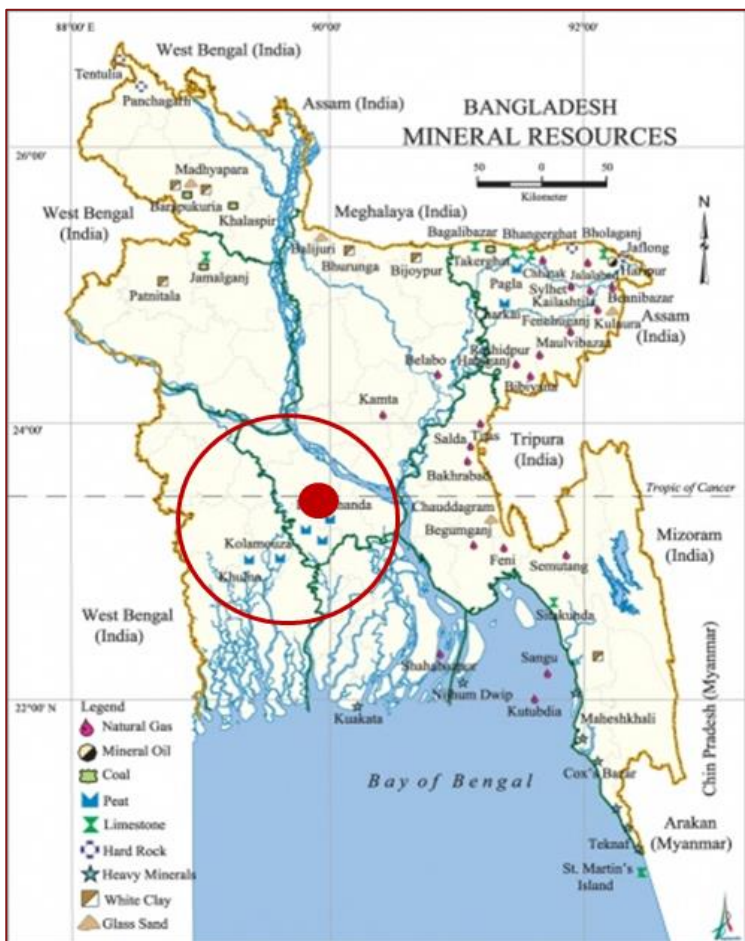 88°00' E
90°00'
92°00'
West Bengal (India)
Tentulia
Panchagarh
Assam (India)
BANGLADESH
MINERAL RESOURCES
26°00'
50 0 50
Kilometer
N
Madhyapara
Barapukuria
Khalaspir
West Bengal (India)
Meghalaya (India)
Bagalibazar
Bhangerghat
Bholaganj
Balijuri
Bhurunga
Bijoypur
Takerghat
Jaflong
Haripur
Jamalganj
Chhatak
Jalalabad
Patnitala
Pagla
Sylhet
Kailashtila
Beanibazar
Charkai
Fenchuganj
Kulaura
Assam (India)
Maulvibazar
Rashidpur
Belabo
Habiganj
Bibiyana
Kamta
24°00'
Salda
Titas
Tripura (India)
Bakhrabad
Tropic of Cancer
Chauddagram
Begumganj
Feni
Semutang
Mizoram (India)
Kolamouza
Khulna
West Bengal (India)
Sitakunda
Shahabazpur
Sangu
Nijhum Dwip
Kutubdia
22°00' N
Kuakata
Maheshkhali
Cox's Bazar
Chin Pradesh (Myanmar)
Bay of Bengal
Arakan (Myanmar)
Teknaf
St. Martin's Island
Legend
Natural Gas
Mineral Oil
Coal
Peat
Limestone
Hard Rock
Heavy Minerals
White Clay
Glass Sand